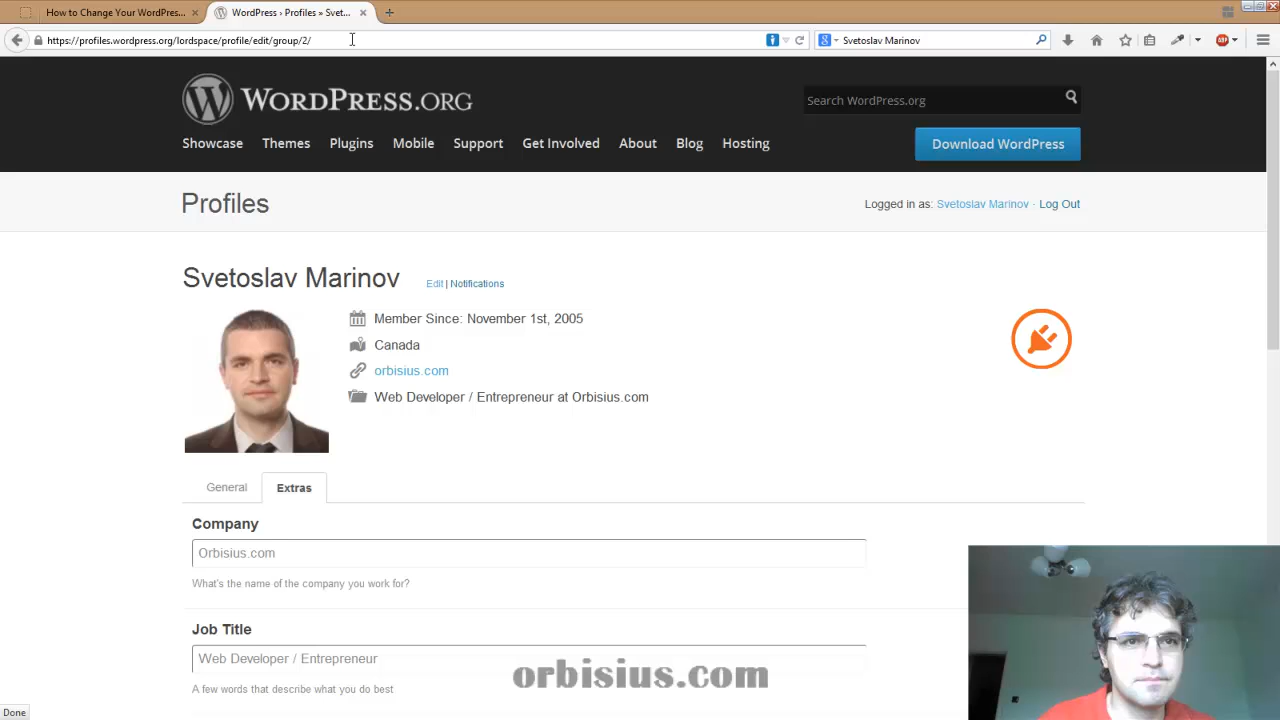 How to Change Your WordPres... ×
WordPress › Profiles » Svet... ×
https://profiles.wordpress.org/lordspace/profile/edit/group/2/
Svetoslav Marinov
ABP
WORDPRESS.ORG
Search WordPress.org
Showcase Themes Plugins Mobile Support Get Involved About Blog Hosting
Download WordPress
Profiles
Logged in as: Svetoslav Marinov - Log Out
Svetoslav Marinov
Edit | Notifications
Member Since: November 1st, 2005
Canada
orbisius.com
Web Developer / Entrepreneur at Orbisius.com
General Extras
Company
Orbisius.com
What's the name of the company you work for?
Job Title
Web Developer / Entrepreneur
orbisius.com
A few words that describe what you do best
Done